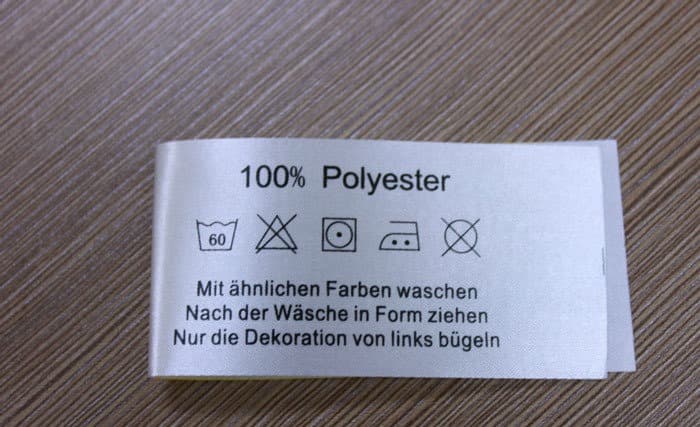 100% Polyester
60
Mit ähnlichen Farben waschen
Nach der Wäsche in Form ziehen
Nur die Dekoration von links bügeln